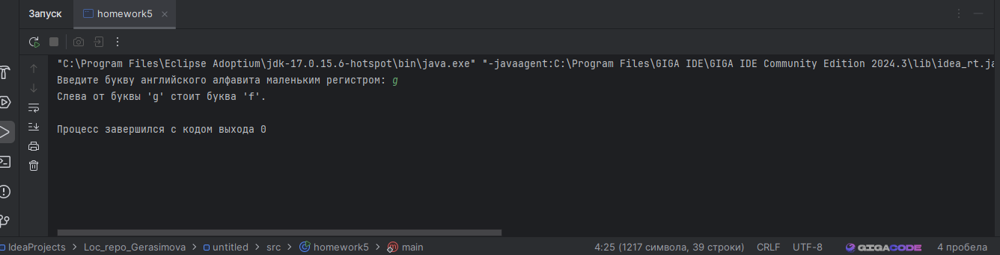 Запуск homework5
"C:\Program Files\Eclipse Adoptium\jdk-17.0.15.6-hotspot\bin\java.exe" "-javaagent:C:\Program Files\GIGA IDE\GIGA IDE Community Edition 2024.3\lib\idea_rt.ja
Введите букву английского алфавита маленьким регистром: g
Слева от буквы 'g' стоит буква 'f'.
Процесс завершился с кодом выхода 0
IdeaProjects > Loc_repo_Gerasimova > untitled > src > homework5 > main 4:25 (1217 символа, 39 строки) CRLF UTF-8 GIGACODE 4 пробела